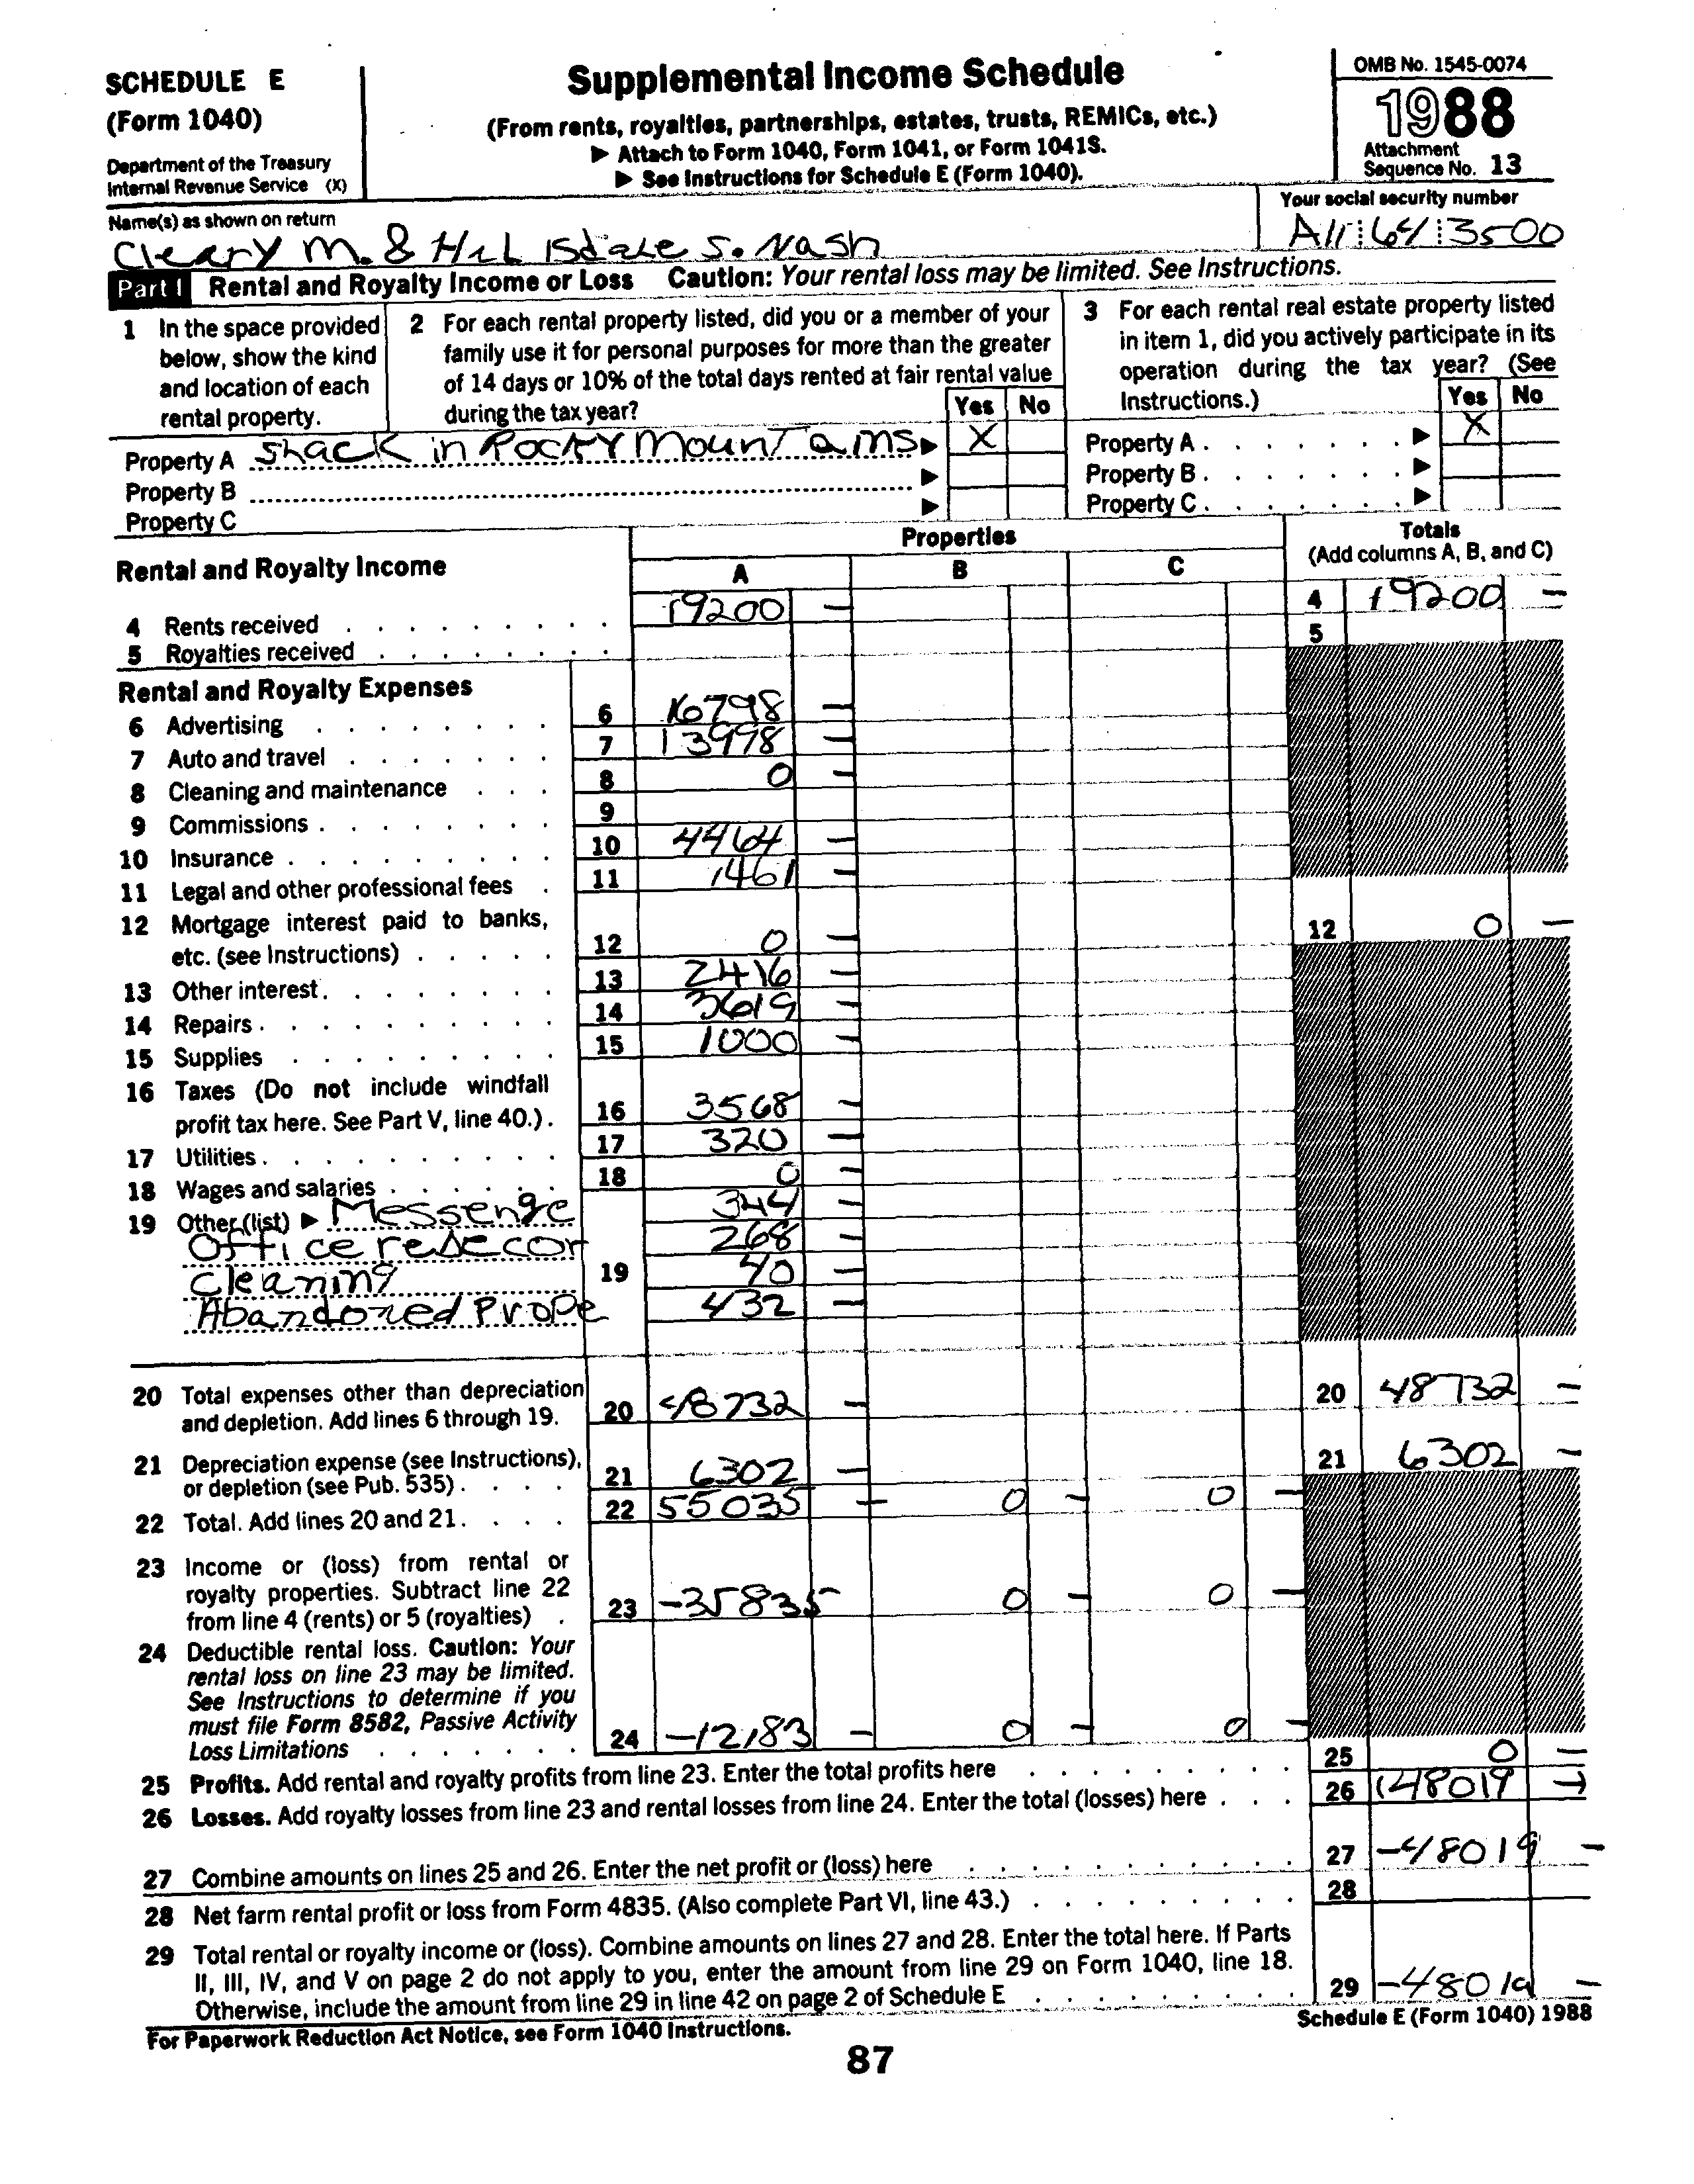 SCHEDULE E
(Form 1040)
Department of the Treasury
Internal Revenue Service (X)
Supplemental Income Schedule
(From rents, royalties, partnerships, estates, trusts, REMICs, etc.)
▶ Attach to Form 1040, Form 1041, or Form 1041S.
▶ See Instructions for Schedule E (Form 1040).
OMB No. 1545-0074
1988
Attachment
Sequence No. 13
Name(s) as shown on return
Cleary M. & S. Nash
Your social security number
64 3500
Part I Rental and Royalty Income or Loss Caution: Your rental loss may be limited. See Instructions.
1 In the space provided below, show the kind and location of each rental property.
2 For each rental property listed, did you or a member of your family use it for personal purposes for more than the greater of 14 days or 10% of the total days rented at fair rental value during the tax year?
Yes No
3 For each rental real estate property listed in item 1, did you actively participate in its operation during the tax year? (See Instructions.)
Yes No
Property A Shack in Rocky Mountains ▶ X
Property A ▶ X
Property B ▶
Property B ▶
Property C ▶
Property C ▶
Properties
Totals
(Add columns A, B, and C)
Rental and Royalty Income
A B C
4 Rents received 19200 – 4 19200 –
5 Royalties received 5
Rental and Royalty Expenses
6 Advertising 6 16798 –
7 Auto and travel 7 13998 –
8 Cleaning and maintenance 8 0 –
9 Commissions 9
10 Insurance 10 4464 –
11 Legal and other professional fees 11 1461 –
12 Mortgage interest paid to banks, etc. (see Instructions) 12 0 – 12 0 –
13 Other interest 13 2416 –
14 Repairs 14 3619 –
15 Supplies 15 1000 –
16 Taxes (Do not include windfall profit tax here. See Part V, line 40.) 16 3568 –
17 Utilities 17 320 –
18 Wages and salaries 18 0 –
19 Other (list) ▶ Messenge 344 –
Office redecor 268 –
Cleaning 19 40 –
Abandoned Prope 432 –
20 Total expenses other than depreciation and depletion. Add lines 6 through 19. 20 48732 – 20 48732 –
21 Depreciation expense (see Instructions), or depletion (see Pub. 535) 21 6302 – 21 6302 –
22 Total. Add lines 20 and 21. 22 55035 – 0 – 0 –
23 Income or (loss) from rental or royalty properties. Subtract line 22 from line 4 (rents) or 5 (royalties) 23 -35835 – 0 – 0 –
24 Deductible rental loss. Caution: Your rental loss on line 23 may be limited. See Instructions to determine if you must file Form 8582, Passive Activity Loss Limitations 24 -12183 – 0 – 0 –
25 Profits. Add rental and royalty profits from line 23. Enter the total profits here 25 0 –
26 Losses. Add royalty losses from line 23 and rental losses from line 24. Enter the total (losses) here 26 (48019 –)
27 Combine amounts on lines 25 and 26. Enter the net profit or (loss) here 27 -48019 –
28 Net farm rental profit or loss from Form 4835. (Also complete Part VI, line 43.) 28
29 Total rental or royalty income or (loss). Combine amounts on lines 27 and 28. Enter the total here. If Parts
II, III, IV, and V on page 2 do not apply to you, enter the amount from line 29 on Form 1040, line 18.
Otherwise, include the amount from line 29 in line 42 on page 2 of Schedule E 29 -48019 –
For Paperwork Reduction Act Notice, see Form 1040 Instructions.
Schedule E (Form 1040) 1988
87